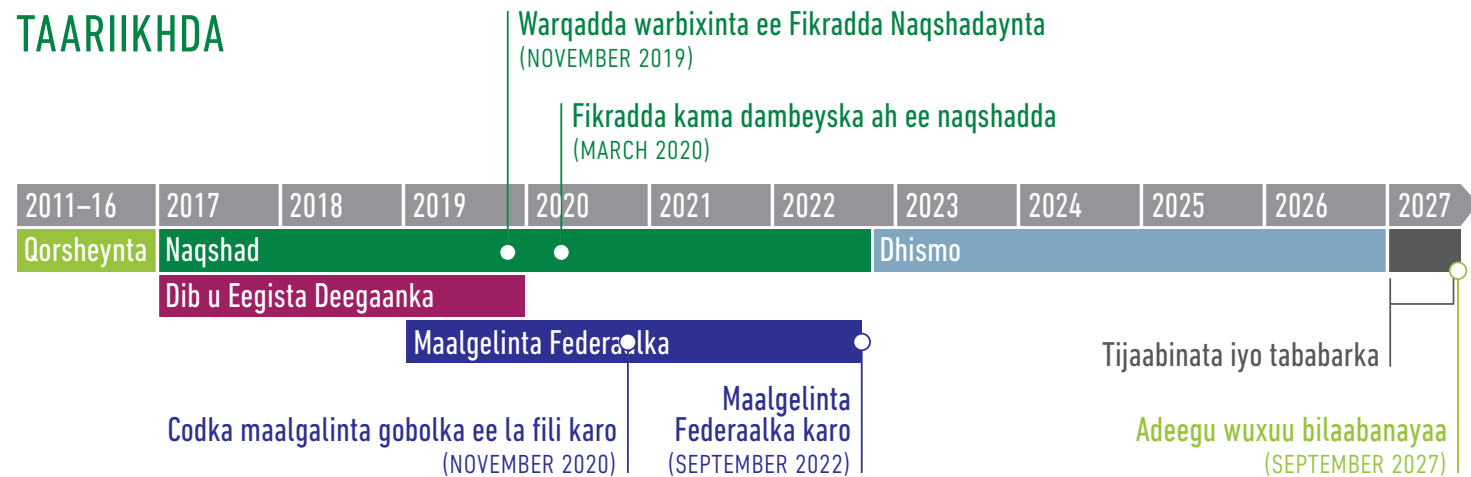 TAARIIKHDA
Warqadda warbixinta ee Fikradda Naqshadaynta
(NOVEMBER 2019)
Fikradda kama dambeyska ah ee naqshadda
(MARCH 2020)
2011–16 2017 2018 2019 2020 2021 2022 2023 2024 2025 2026 2027
Qorsheynta Naqshad Dhismo
Dib u Eegista Deegaanka
Maalgelinta Federaalka
Tijaabinata iyo tababarka
Codka maalgalinta gobolka ee la fili karo
(NOVEMBER 2020)
Maalgelinta
Federaalka karo
(SEPTEMBER 2022)
Adeegu wuxuu bilaabanayaa
(SEPTEMBER 2027)